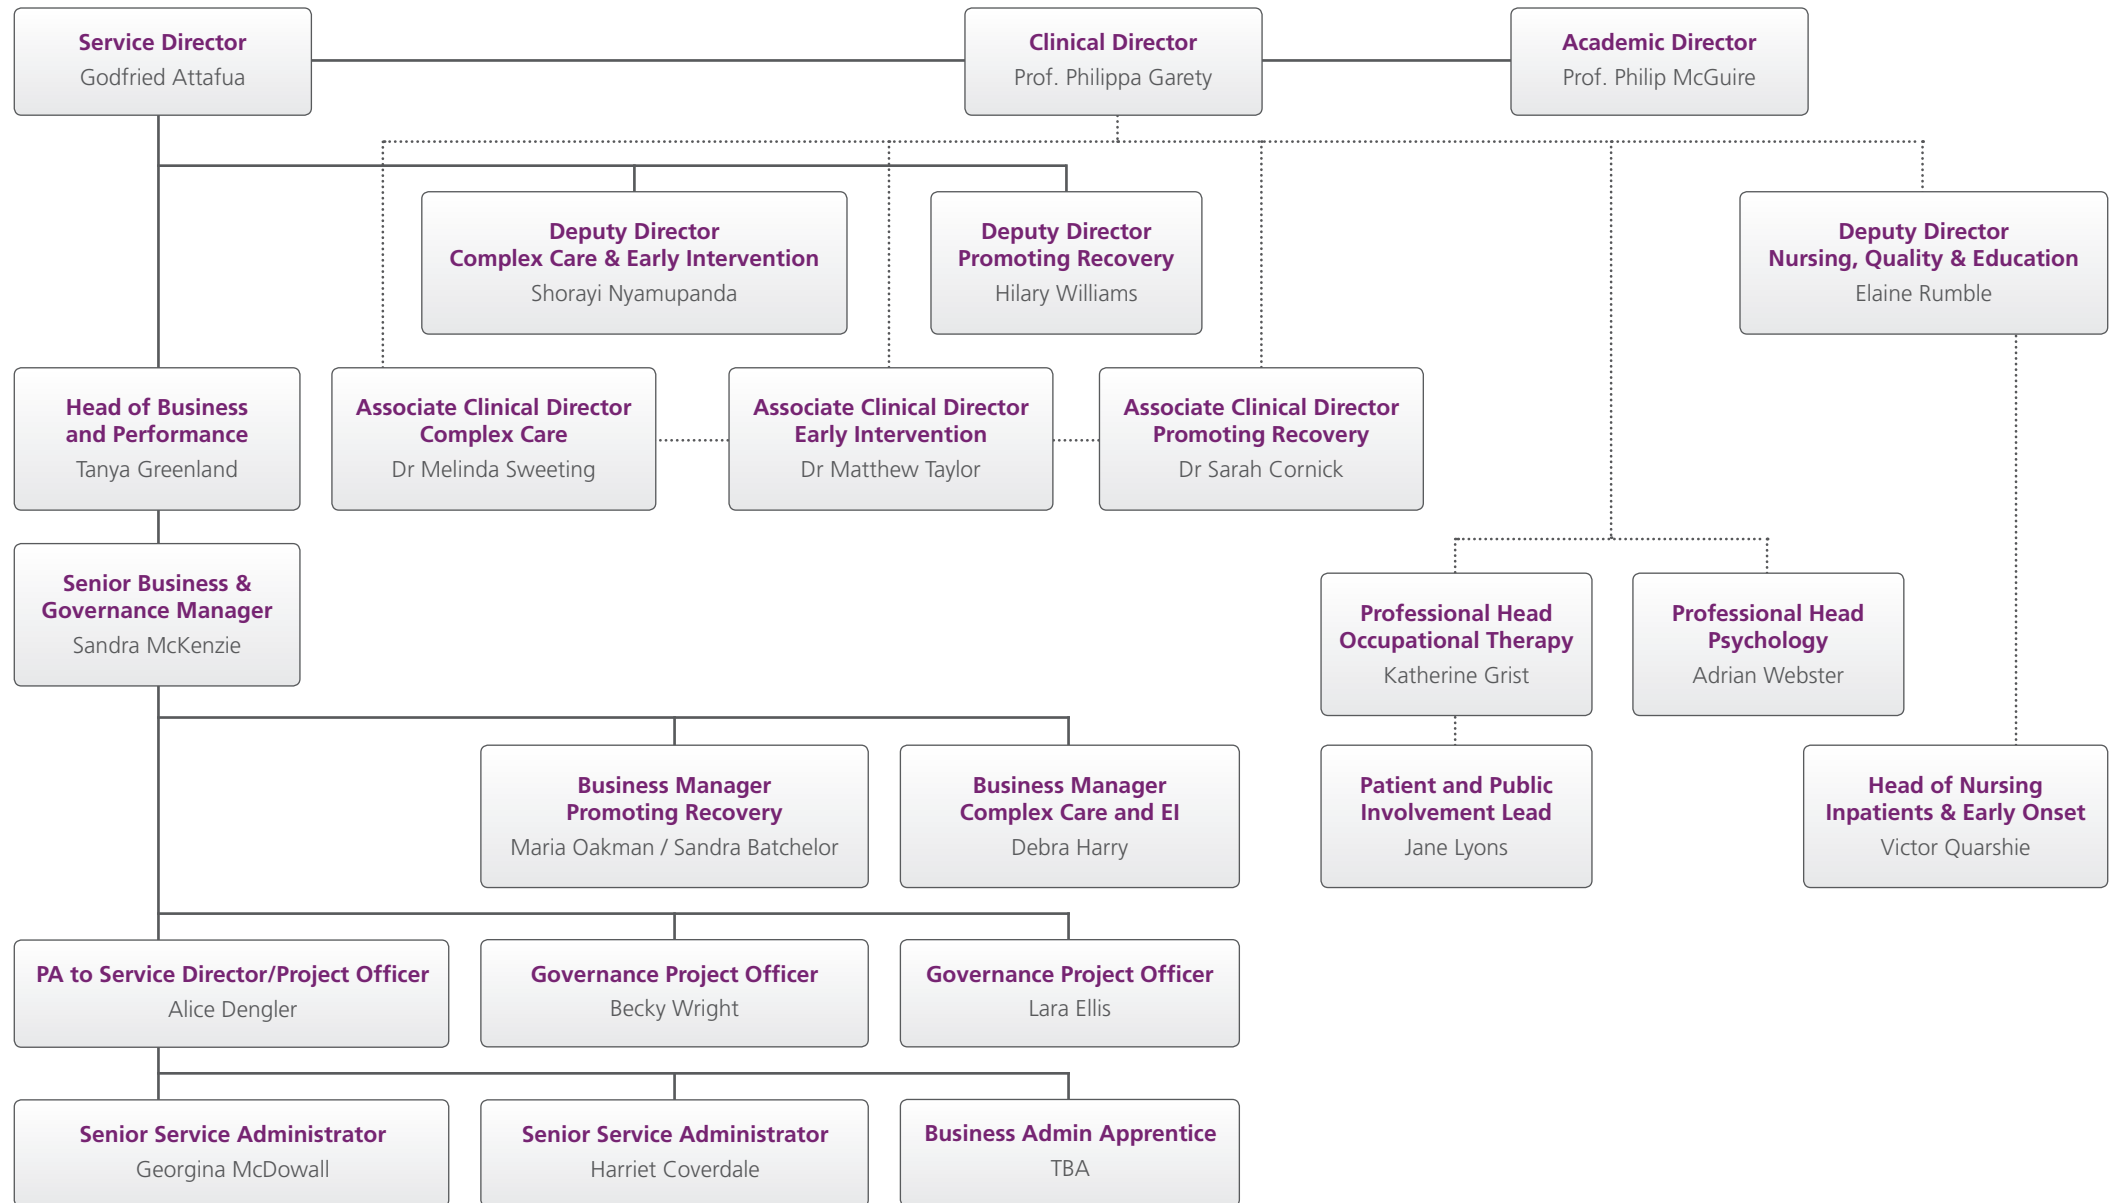 Service Director
Godfried Attafua
Clinical Director
Prof. Philippa Garety
Academic Director
Prof. Philip McGuire
Deputy Director
Complex Care & Early Intervention
Shorayi Nyamupanda
Deputy Director
Promoting Recovery
Hilary Williams
Deputy Director
Nursing, Quality & Education
Elaine Rumble
Head of Business
and Performance
Tanya Greenland
Associate Clinical Director
Complex Care
Dr Melinda Sweeting
Associate Clinical Director
Early Intervention
Dr Matthew Taylor
Associate Clinical Director
Promoting Recovery
Dr Sarah Cornick
Senior Business &
Governance Manager
Sandra McKenzie
Professional Head
Occupational Therapy
Katherine Grist
Professional Head
Psychology
Adrian Webster
Business Manager
Promoting Recovery
Maria Oakman / Sandra Batchelor
Business Manager
Complex Care and EI
Debra Harry
Patient and Public
Involvement Lead
Jane Lyons
Head of Nursing
Inpatients & Early Onset
Victor Quarshie
PA to Service Director/Project Officer
Alice Dengler
Governance Project Officer
Becky Wright
Governance Project Officer
Lara Ellis
Senior Service Administrator
Georgina McDowall
Senior Service Administrator
Harriet Coverdale
Business Admin Apprentice
TBA